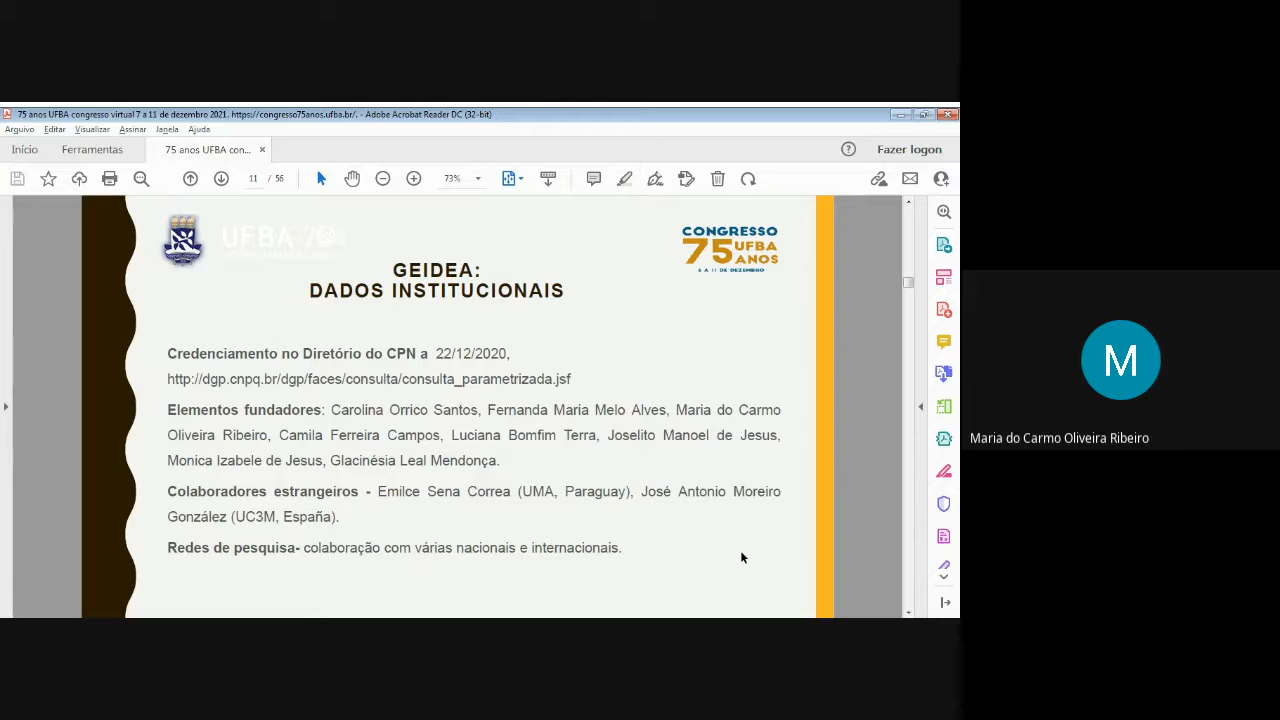 75 anos UFBA congresso virtual 7 a 11 de dezembro 2021. https://congresso75anos.ufba.br/. - Adobe Acrobat Reader DC (32-bit)
Arquivo Editar Visualizar Assinar Janela Ajuda
Início Ferramentas 75 anos UFBA con... × Fazer logon
11 / 56 73%
UFBA
CONGRESSO
75 UFBA ANOS
6 A 11 DE DEZEMBRO
GEIDEA:
DADOS INSTITUCIONAIS
Credenciamento no Diretório do CPN a 22/12/2020,
http://dgp.cnpq.br/dgp/faces/consulta/consulta_parametrizada.jsf
Elementos fundadores: Carolina Orrico Santos, Fernanda Maria Melo Alves, Maria do Carmo
Oliveira Ribeiro, Camila Ferreira Campos, Luciana Bomfim Terra, Joselito Manoel de Jesus,
Monica Izabele de Jesus, Glacinésia Leal Mendonça.
Colaboradores estrangeiros - Emilce Sena Correa (UMA, Paraguay), José Antonio Moreiro
González (UC3M, España).
Redes de pesquisa- colaboração com várias nacionais e internacionais.
M
Maria do Carmo Oliveira Ribeiro